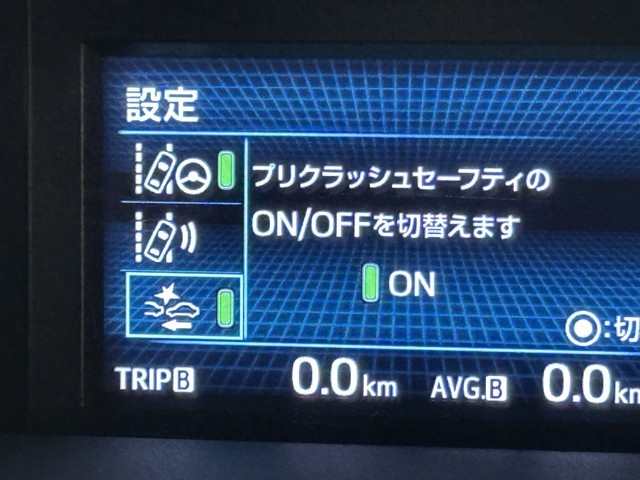 設定
プリクラッシュセーフティの
ON/OFFを切替えます
ON
:切
TRIP B 0.0 km AVG. B 0.0 km